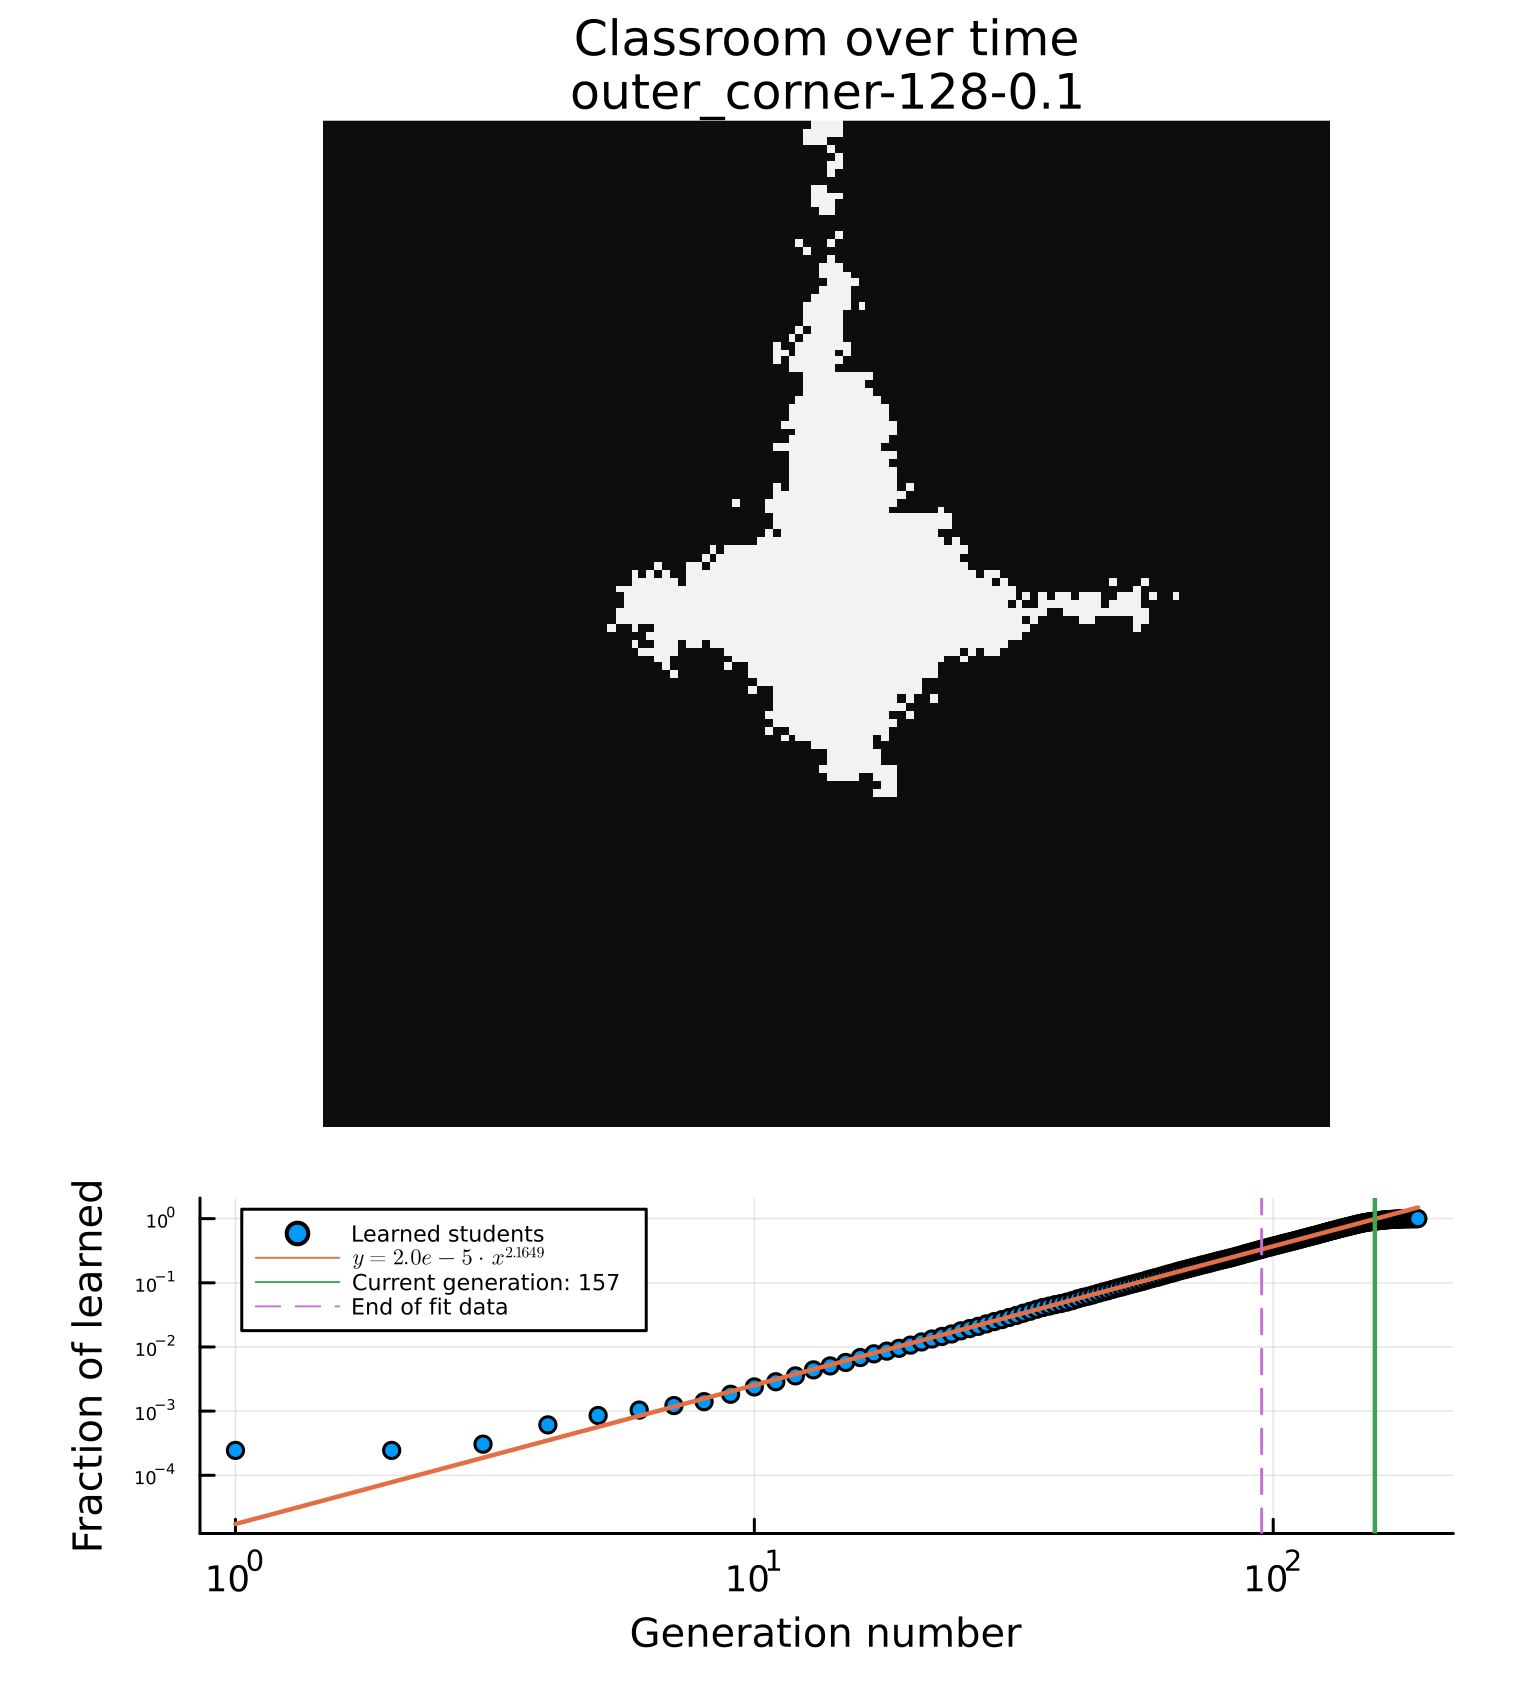 Classroom over time
outer_corner-128-0.1
Fraction of learned
10^0
10^-1
10^-2
10^-3
10^-4
Learned students
y = 2.0e − 5 · x^2.1649
Current generation: 157
End of fit data
10^0 10^1 10^2
Generation number